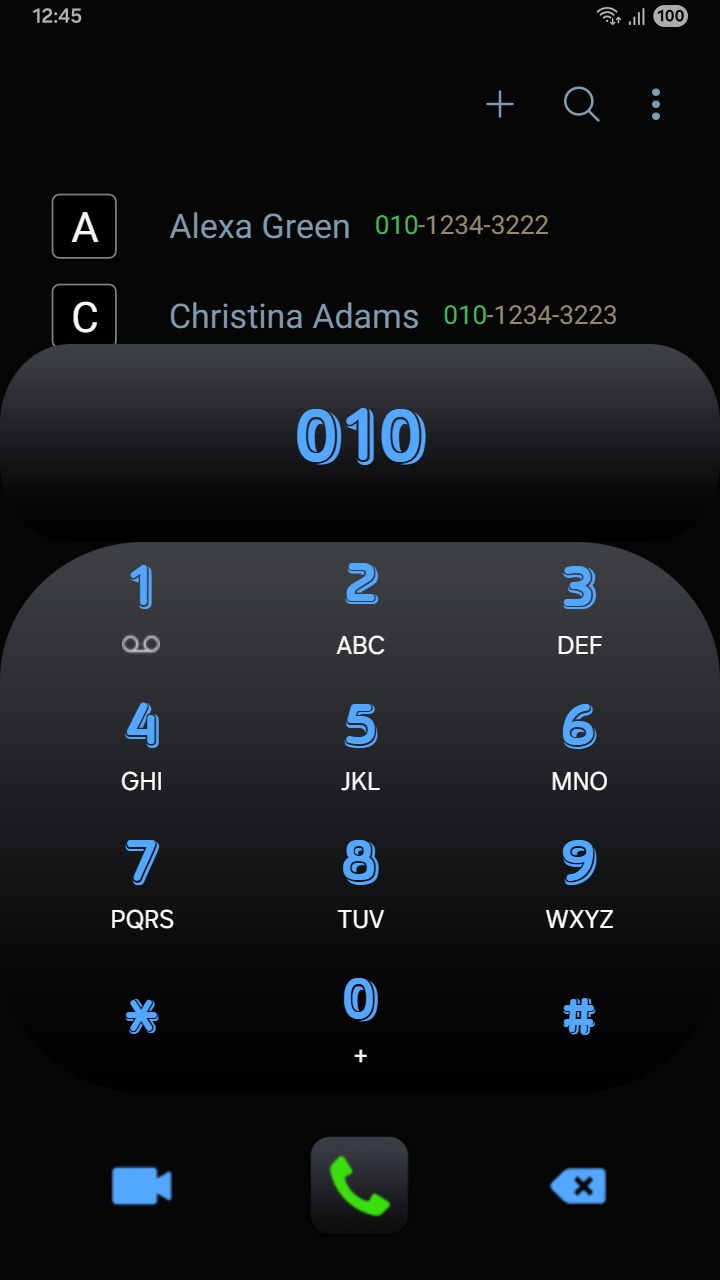 12:45 100
A Alexa Green 010-1234-3222
C Christina Adams 010-1234-3223
010
1 2 3
ABC DEF
4 5 6
GHI JKL MNO
7 8 9
PQRS TUV WXYZ
* 0 #
+